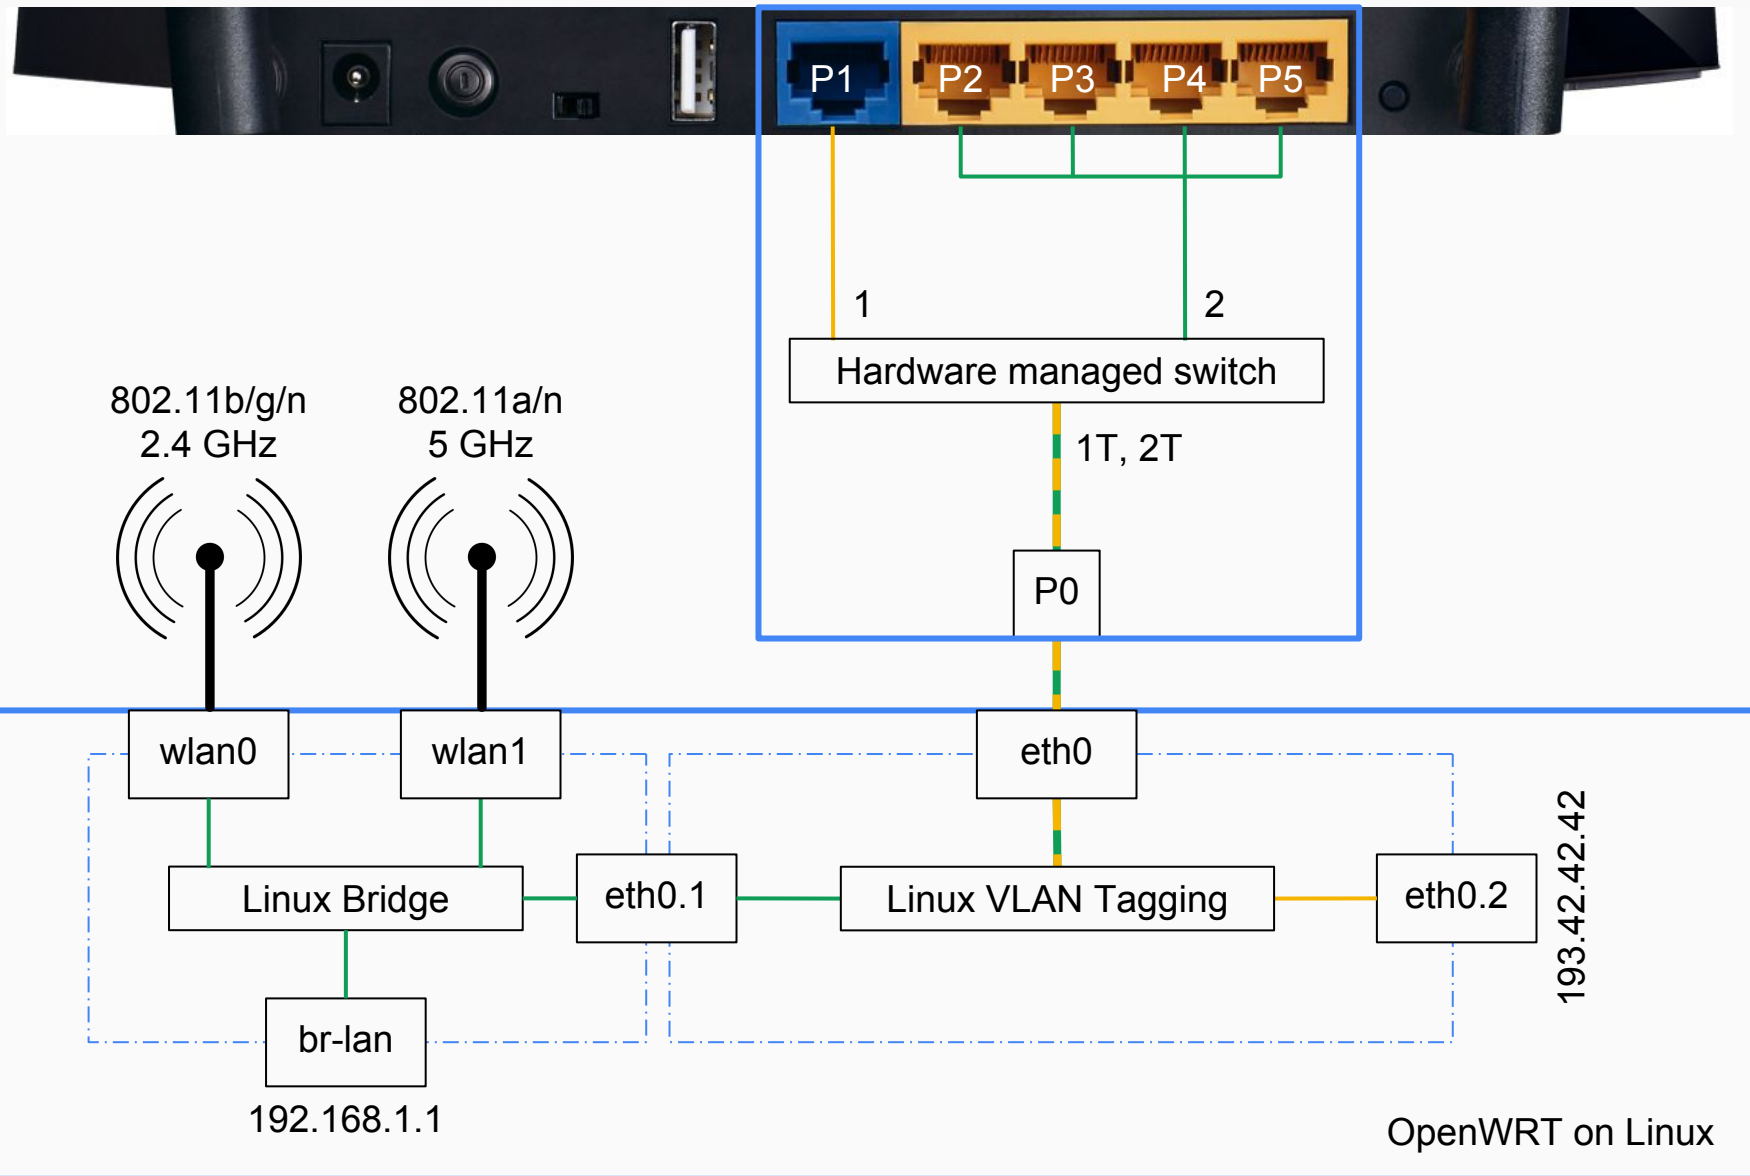 P1
P2
P3
P4
P5
1
2
Hardware managed switch
802.11b/g/n
2.4 GHz
802.11a/n
5 GHz
1T, 2T
P0
wlan0
wlan1
eth0
Linux Bridge
eth0.1
Linux VLAN Tagging
eth0.2
193.42.42.42
br-lan
192.168.1.1
OpenWRT on Linux